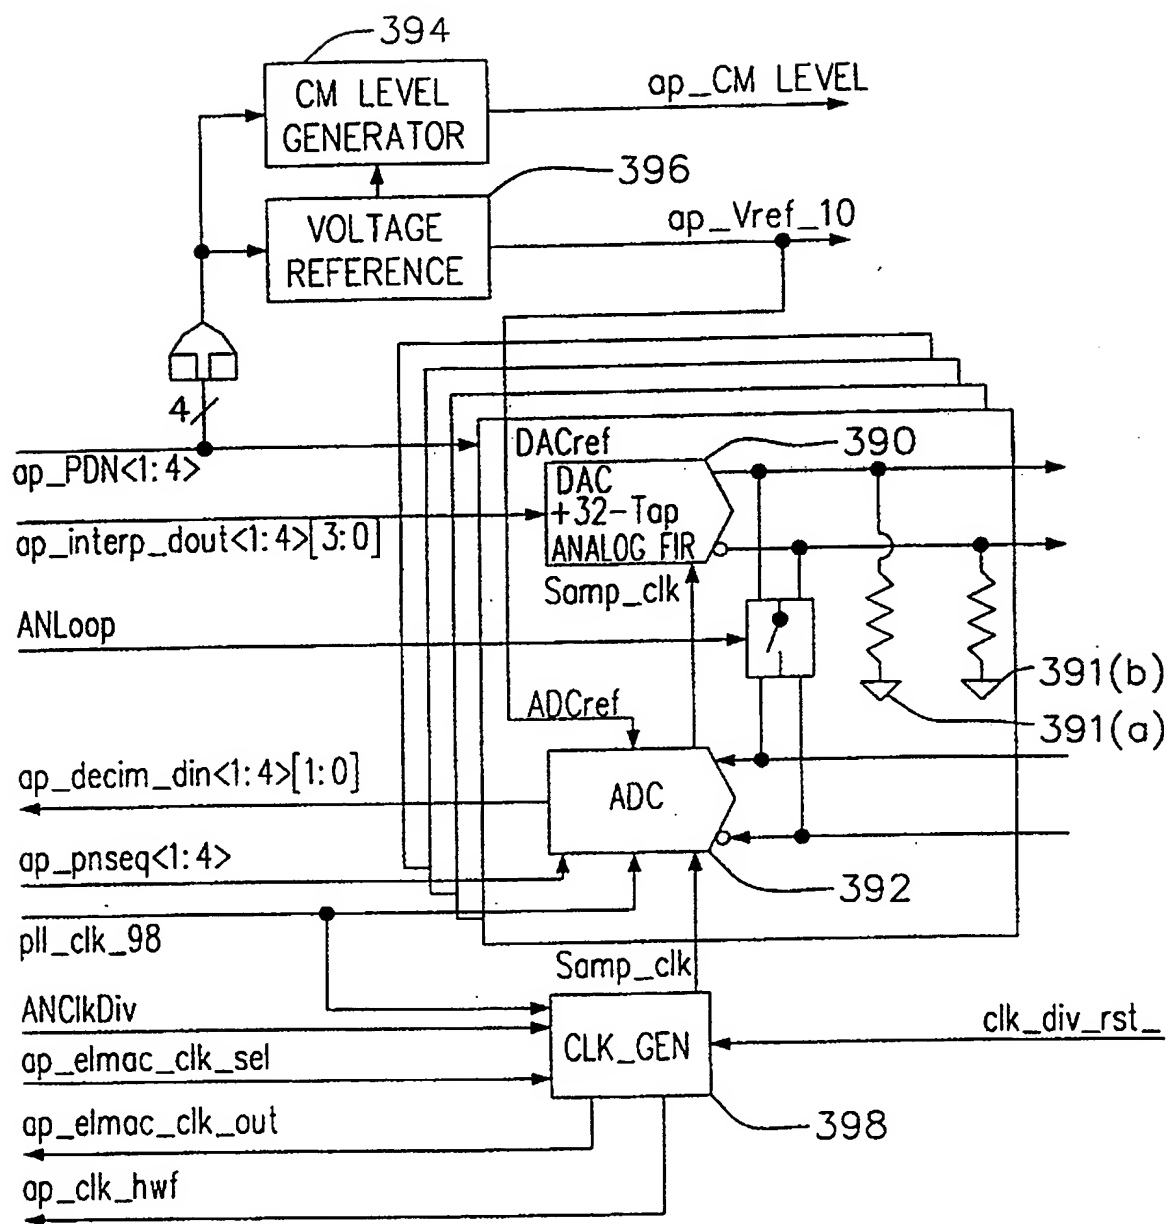 394
CM LEVEL
GENERATOR
ap_CM LEVEL
396
VOLTAGE
REFERENCE
ap_Vref_10
4
ap_PDN<1:4>
DACref
390
DAC
+32-Tap
ANALOG FIR
ap_interp_dout<1:4>[3:0]
Samp_clk
ANLoop
391(b)
391(a)
ADCref
ap_decim_din<1:4>[1:0]
ADC
ap_pnseq<1:4>
392
pll_clk_98
Samp_clk
ANClkDiv
clk_div_rst_
CLK_GEN
ap_elmac_clk_sel
ap_elmac_clk_out
398
ap_clk_hwf